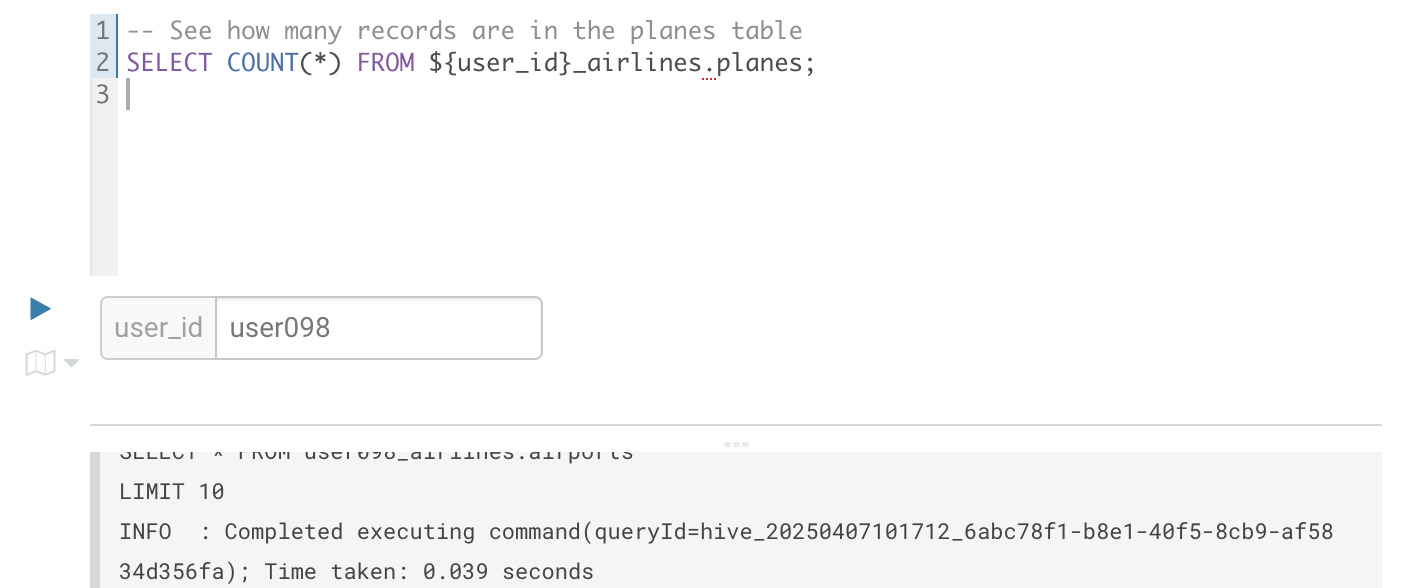 1 -- See how many records are in the planes table
2 SELECT COUNT(*) FROM ${user_id}_airlines.planes;
3
user_id user098
SELECT * FROM user098_airlines.airports
LIMIT 10
INFO  : Completed executing command(queryId=hive_20250407101712_6abc78f1-b8e1-40f5-8cb9-af58
34d356fa); Time taken: 0.039 seconds